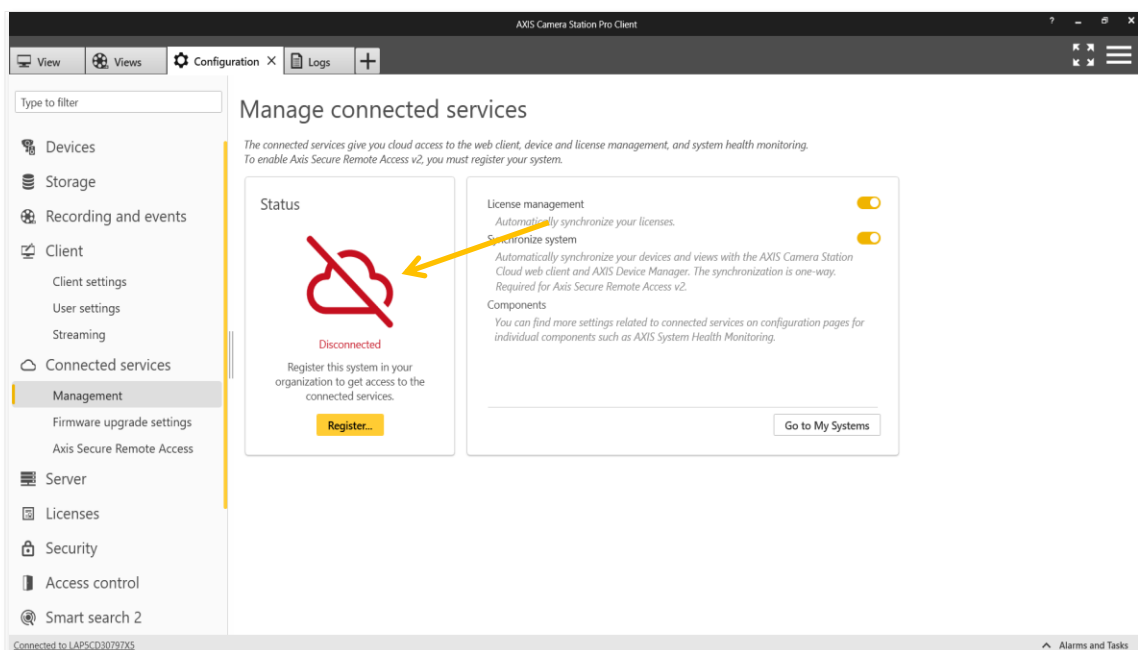 AXIS Camera Station Pro Client
?
View
Views
Configuration
Logs
Type to filter
Devices
Storage
Recording and events
Client
Client settings
User settings
Streaming
Connected services
Management
Firmware upgrade settings
Axis Secure Remote Access
Server
Licenses
Security
Access control
Smart search 2
Manage connected services
The connected services give you cloud access to the web client, device and license management, and system health monitoring.
To enable Axis Secure Remote Access v2, you must register your system.
Status
Disconnected
Register this system in your
organization to get access to the
connected services.
Register...
License management
Automatically synchronize your licenses.
Synchronize system
Automatically synchronize your devices and views with the AXIS Camera Station
Cloud web client and AXIS Device Manager. The synchronization is one-way.
Required for Axis Secure Remote Access v2.
Components
You can find more settings related to connected services on configuration pages for
individual components such as AXIS System Health Monitoring.
Go to My Systems
Connected to LAP5CD30797X5
Alarms and Tasks